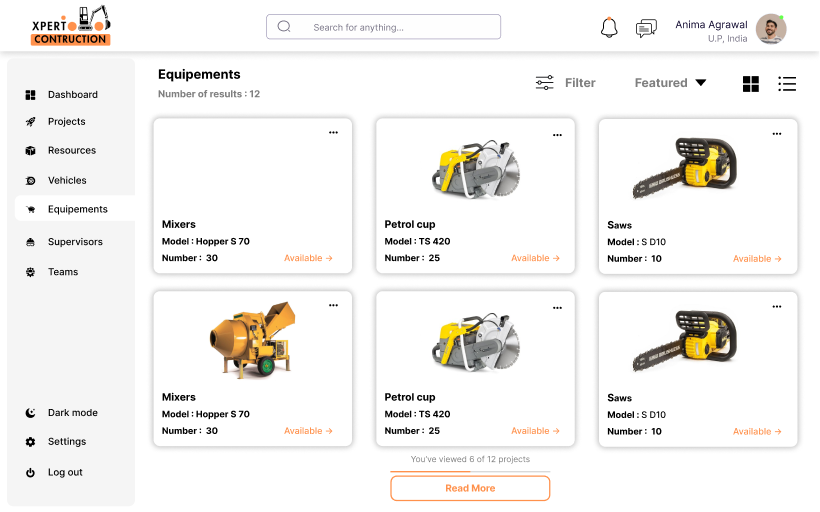 XPERT
CONTRUCTION
Search for anything...
Anima Agrawal
U.P, India
Dashboard
Projects
Resources
Vehicles
Equipements
Supervisors
Teams
Dark mode
Settings
Log out
Equipements
Number of results : 12
Filter
Featured
Mixers
Model : Hopper S 70
Number : 30
Available →
Petrol cup
Model : TS 420
Number : 25
Available →
Saws
Model : S D10
Number : 10
Available →
Mixers
Model : Hopper S 70
Number : 30
Available →
Petrol cup
Model : TS 420
Number : 25
Available →
Saws
Model : S D10
Number : 10
Available →
You've viewed 6 of 12 projects
Read More